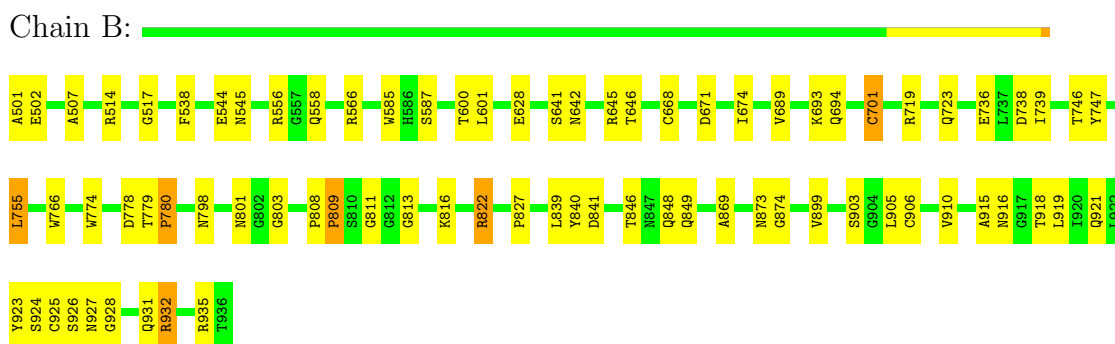 Chain B:
A501 E502 A507 R514 G517 F538 E544 N545 R556 G557 Q558 R566 W585 H586 S587 T600 L601 E628 S641 N642 R645 T646 C668 D671 I674 V689 K693 Q694 C701 R719 Q723 E736 L737 D738 I739 T746 Y747
L755 W766 W774 D778 T779 P780 N798 N801 G802 G803 P808 P809 S810 G811 G812 G813 K816 R822 P827 L839 Y840 D841 T846 N847 Q848 Q849 A869 N873 G874 V899 S903 G904 L905 C906 V910 A915 N916 G917 T918 L919 I920 Q921
Y923 S924 C925 S926 N927 G928 Q931 R932 R935 T936